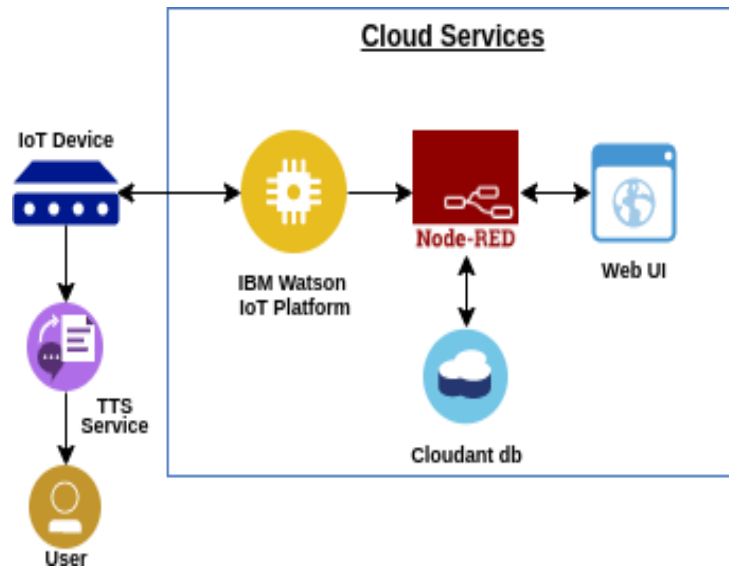 Cloud Services
IoT Device
Node-RED
IBM Watson
IoT Platform
Web UI
TTS
Service
Cloudant db
User